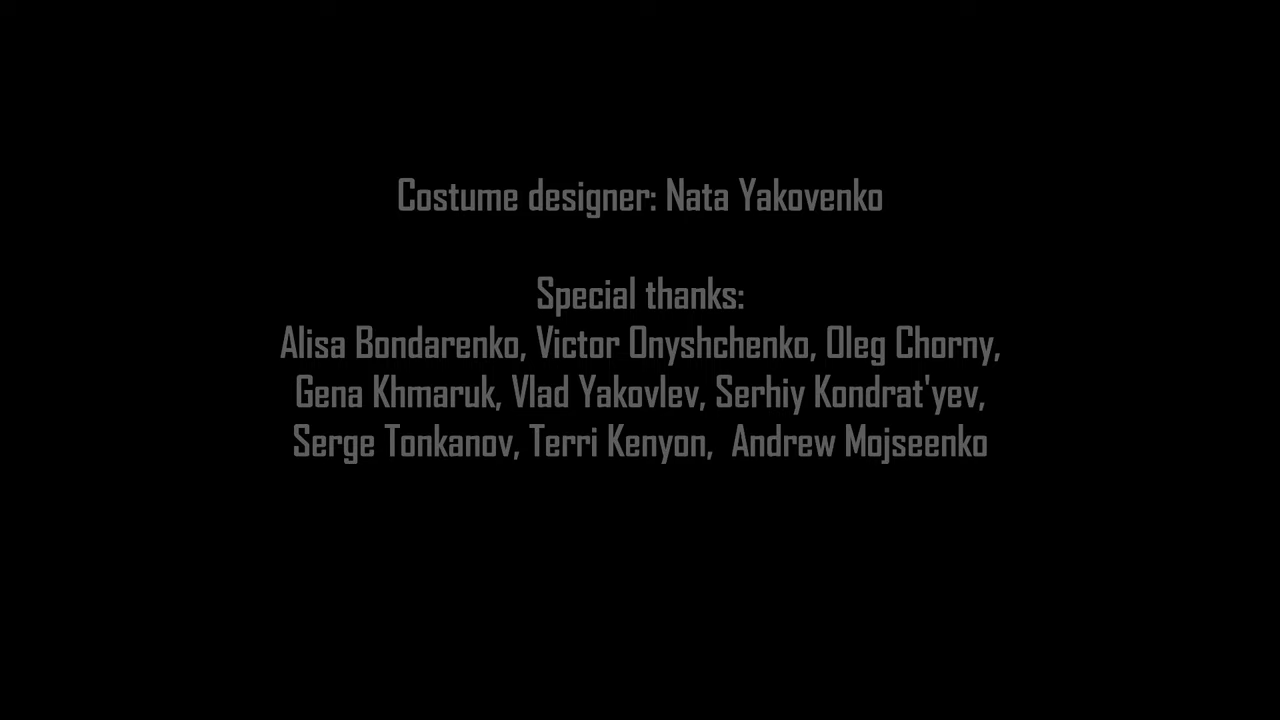 Costume designer: Nata Yakovenko
Special thanks:
Alisa Bondarenko, Victor Onyshchenko, Oleg Chorny,
Gena Khmaruk, Vlad Yakovlev, Serhiy Kondrat'yev,
Serge Tonkanov, Terri Kenyon,  Andrew Mojseenko